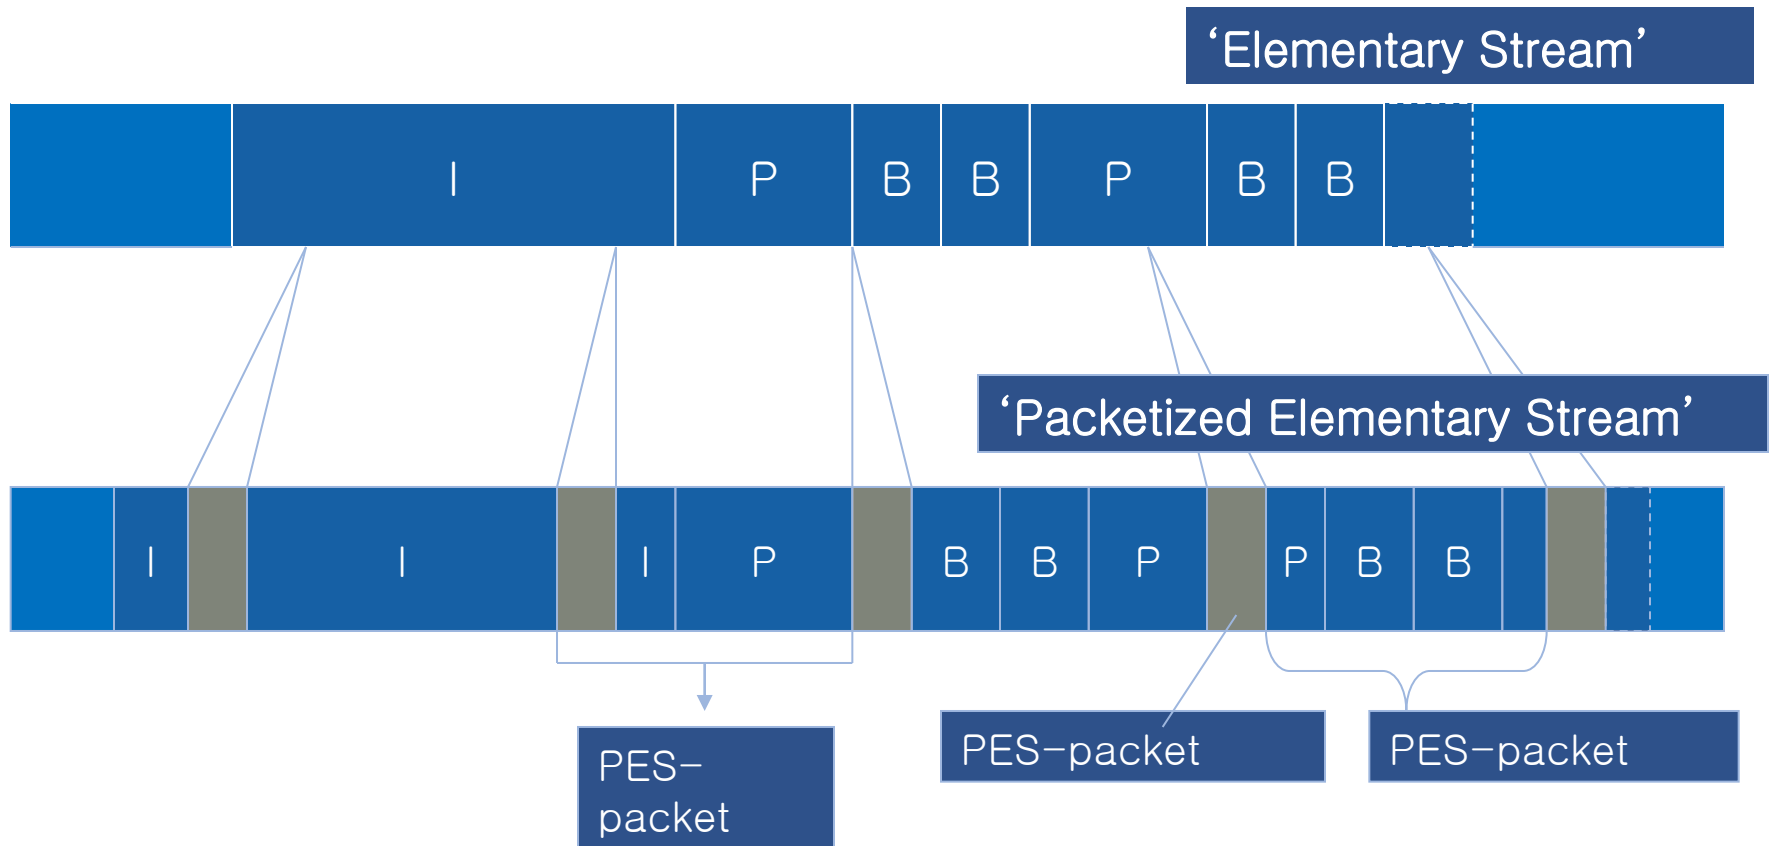 ‘Elementary Stream’
I P B B P B B
‘Packetized Elementary Stream’
I I I P B B P P B B
PES-
packet
PES-packet
PES-packet